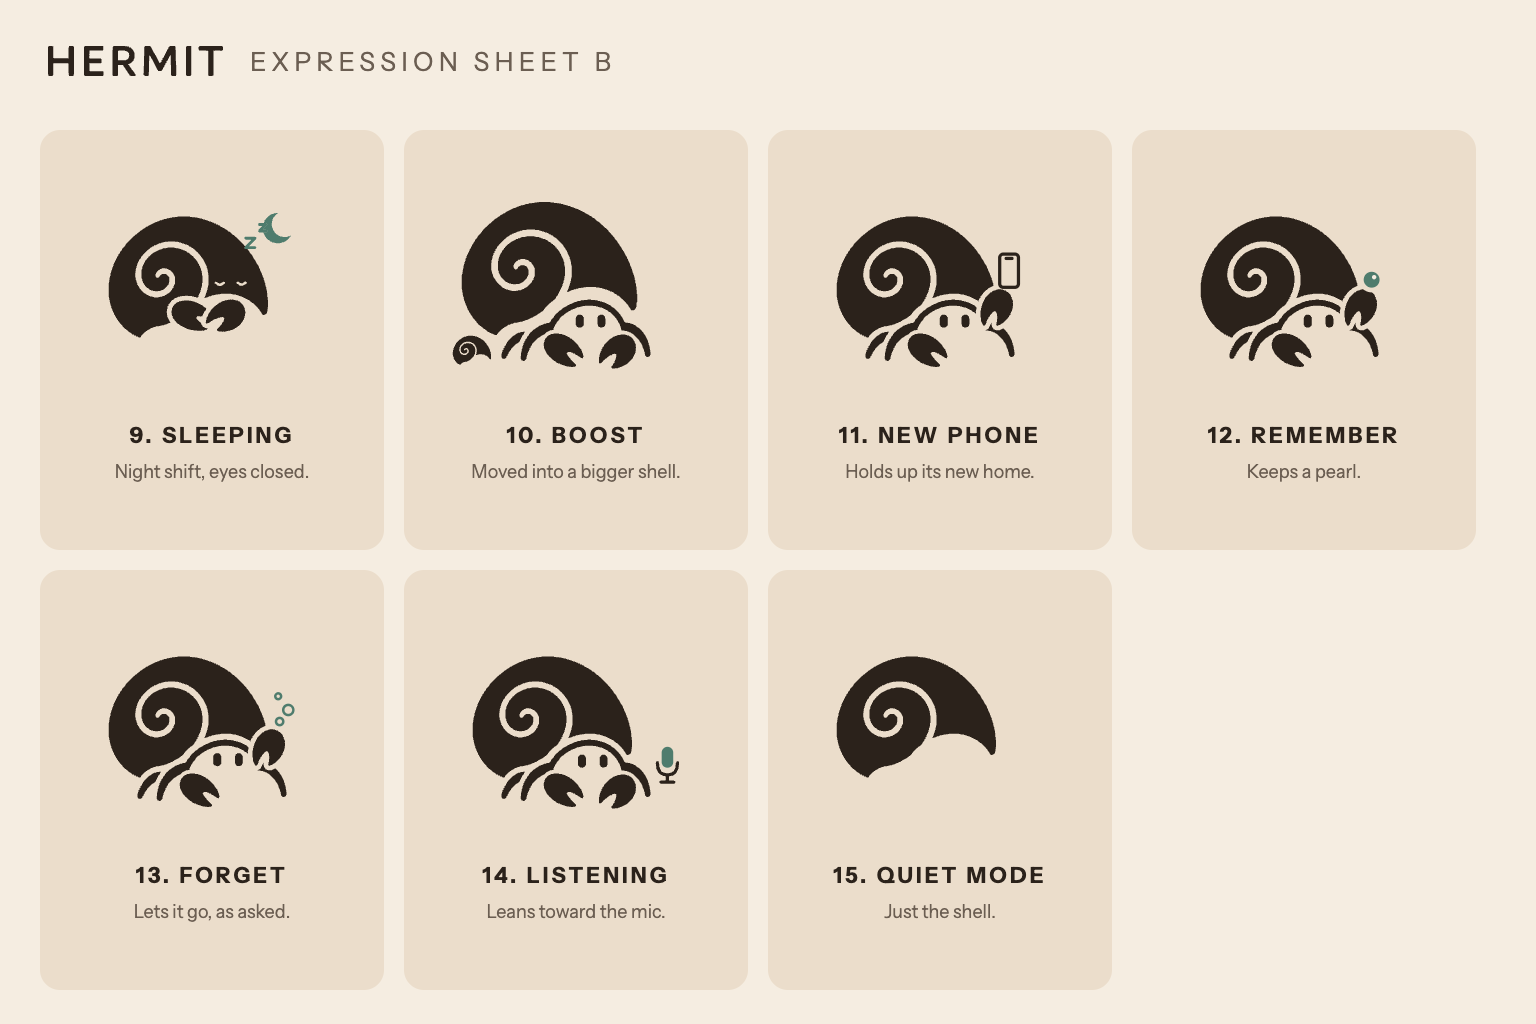 HERMIT EXPRESSION SHEET B
z z
9. SLEEPING
Night shift, eyes closed.
10. BOOST
Moved into a bigger shell.
11. NEW PHONE
Holds up its new home.
12. REMEMBER
Keeps a pearl.
13. FORGET
Lets it go, as asked.
14. LISTENING
Leans toward the mic.
15. QUIET MODE
Just the shell.